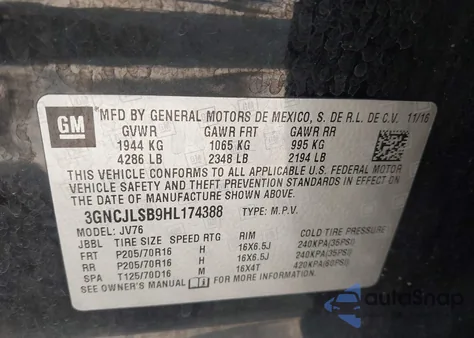 GM
*MFD BY GENERAL MOTORS DE MEXICO, S. DE R.L. DE C.V. 11/16
GVWR GAWR FRT GAWR RR
1944 KG 1065 KG 995 KG
4286 LB 2348 LB 2194 LB
THIS VEHICLE CONFORMS TO ALL APPLICABLE U.S. FEDERAL MOTOR
VEHICLE SAFETY, BUMPER, AND THEFT PREVENTION STANDARDS IN
EFFECT ON THE DATE OF MANUFACTURE SHOWN ABOVE.
3GNCJLSB9HL174388 TYPE: M.P.V.
MODEL: JV76
JBBL TIRE SIZE SPEED RTG RIM COLD TIRE PRESSURE
FRT P205/70R16 H 16X6.5J 240KPA(35PSI)
RR P205/70R16 H 16X6.5J 240KPA(35PSI)
SPA T125/70D16 M 16X4T 420KPA(60PSI)
SEE OWNER'S MANUAL
AutoSnap